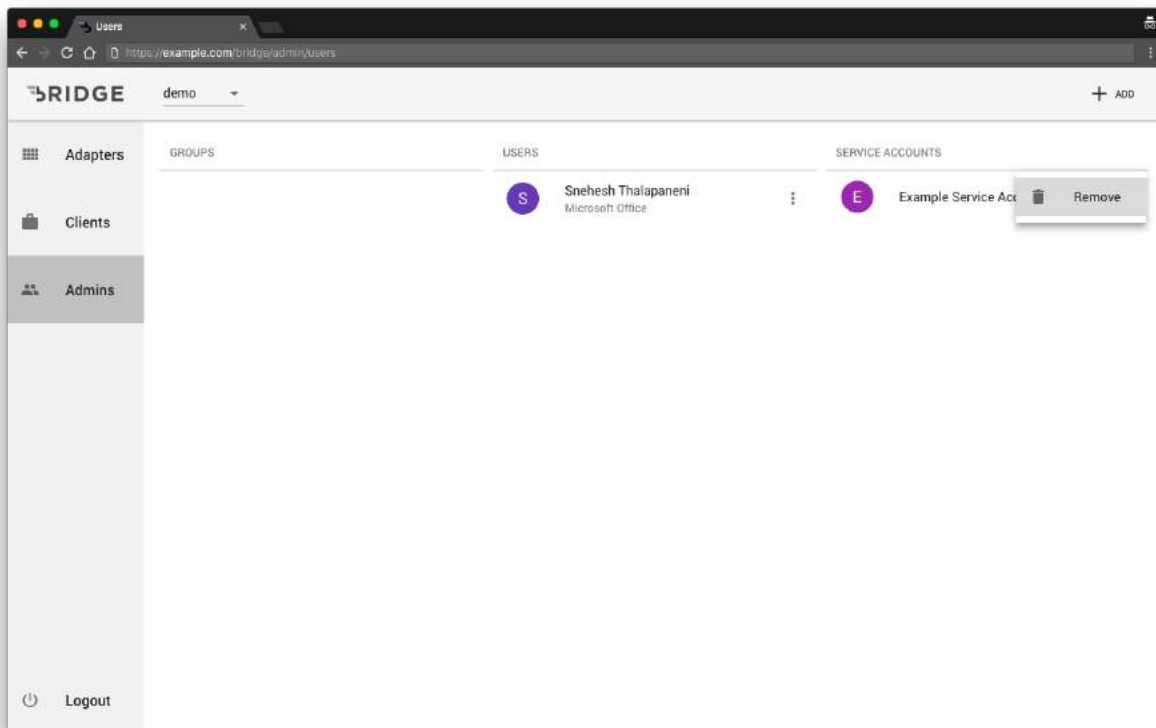 Users
https://example.com/bridge/admin/users
BRIDGE
demo
ADD
Adapters
Clients
Admins
Logout
GROUPS
USERS
S
Snehesh Thalapaneni
Microsoft Office
SERVICE ACCOUNTS
E
Example Service Acc
Remove